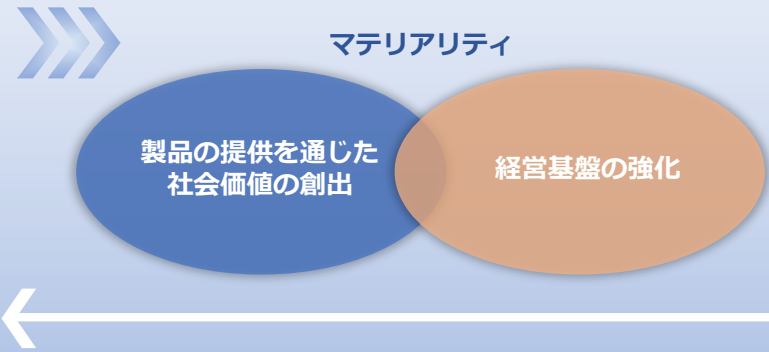 マテリアリティ
製品の提供を通じた
社会価値の創出
経営基盤の強化